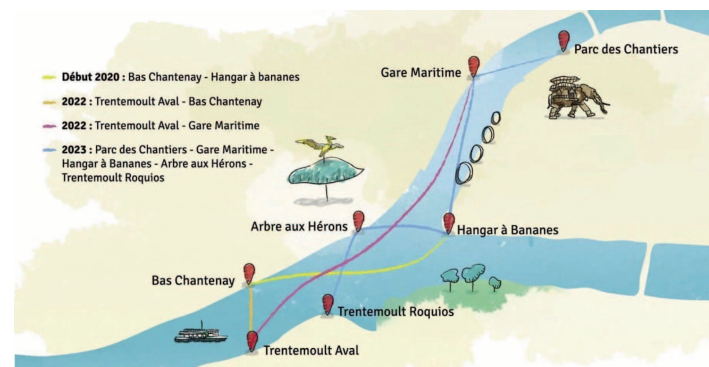 Parc des Chantiers
Gare Maritime
Début 2020 : Bas Chantenay - Hangar à bananes
2022 : Trentemoult Aval - Bas Chantenay
2022 : Trentemoult Aval - Gare Maritime
2023 : Parc des Chantiers - Gare Maritime -
Hangar à Bananes - Arbre aux Hérons -
Trentemoult Roquios
Arbre aux Hérons
Hangar à Bananes
Bas Chantenay
Trentemoult Roquios
Trentemoult Aval